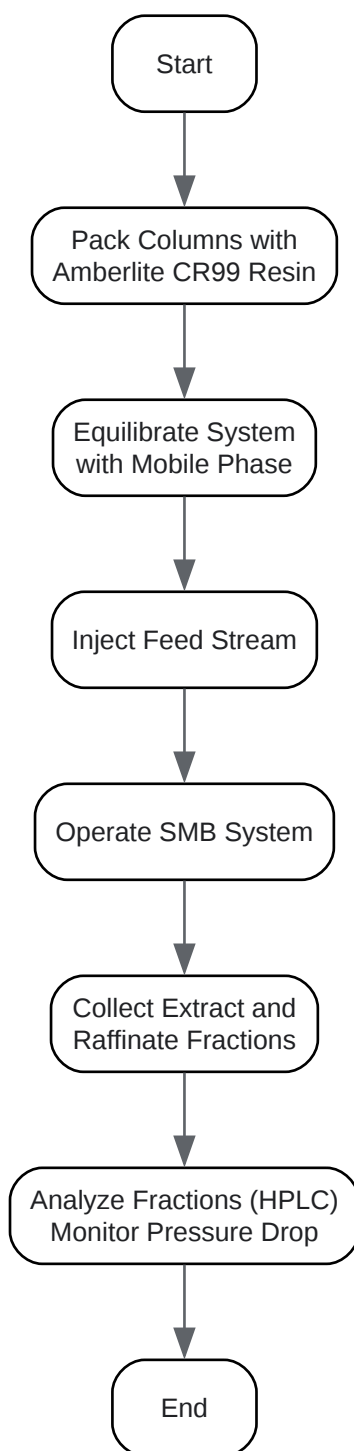 Start
Pack Columns with
Amberlite CR99 Resin
Equilibrate System
with Mobile Phase
Inject Feed Stream
Operate SMB System
Collect Extract and
Raffinate Fractions
Analyze Fractions (HPLC)
Monitor Pressure Drop
End